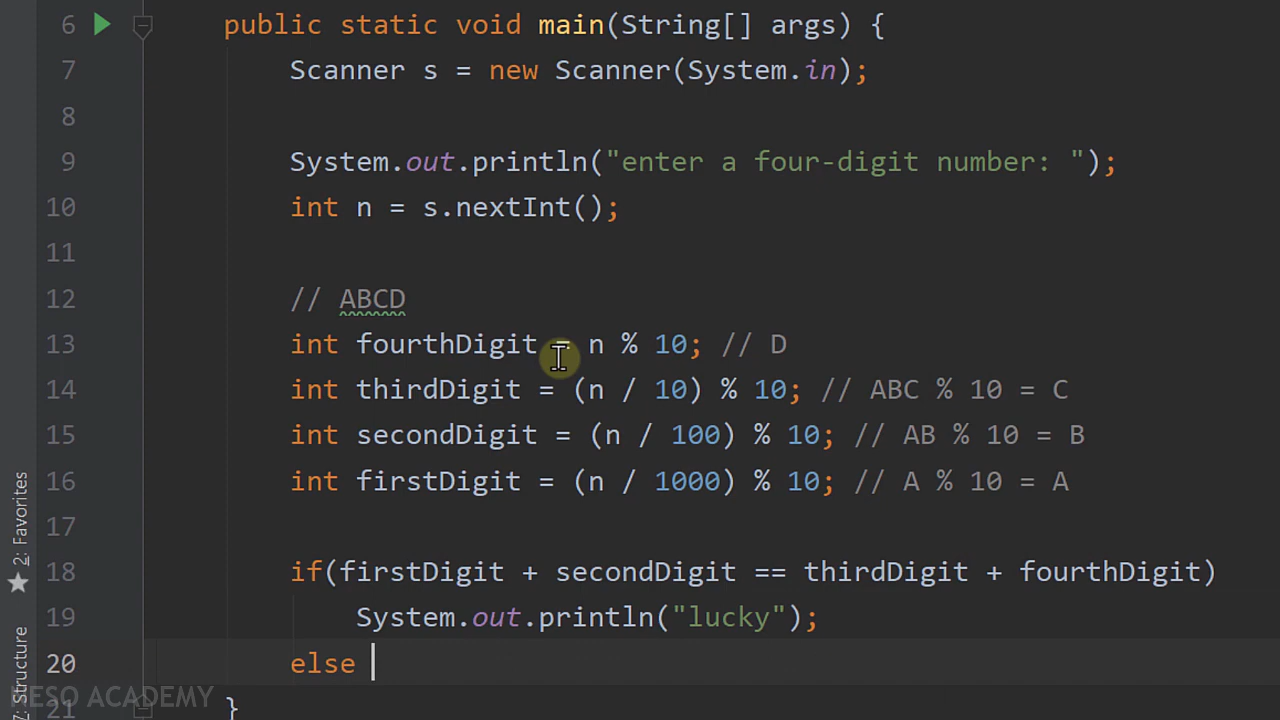 6 public static void main(String[] args) {
7 Scanner s = new Scanner(System.in);
8
9 System.out.println("enter a four-digit number: ");
10 int n = s.nextInt();
11
12 // ABCD
13 int fourthDigit = n % 10; // D
14 int thirdDigit = (n / 10) % 10; // ABC % 10 = C
15 int secondDigit = (n / 100) % 10; // AB % 10 = B
16 int firstDigit = (n / 1000) % 10; // A % 10 = A
17
18 if(firstDigit + secondDigit == thirdDigit + fourthDigit)
19 System.out.println("lucky");
20 else
21 }
2: Favorites
7: Structure
NESO ACADEMY